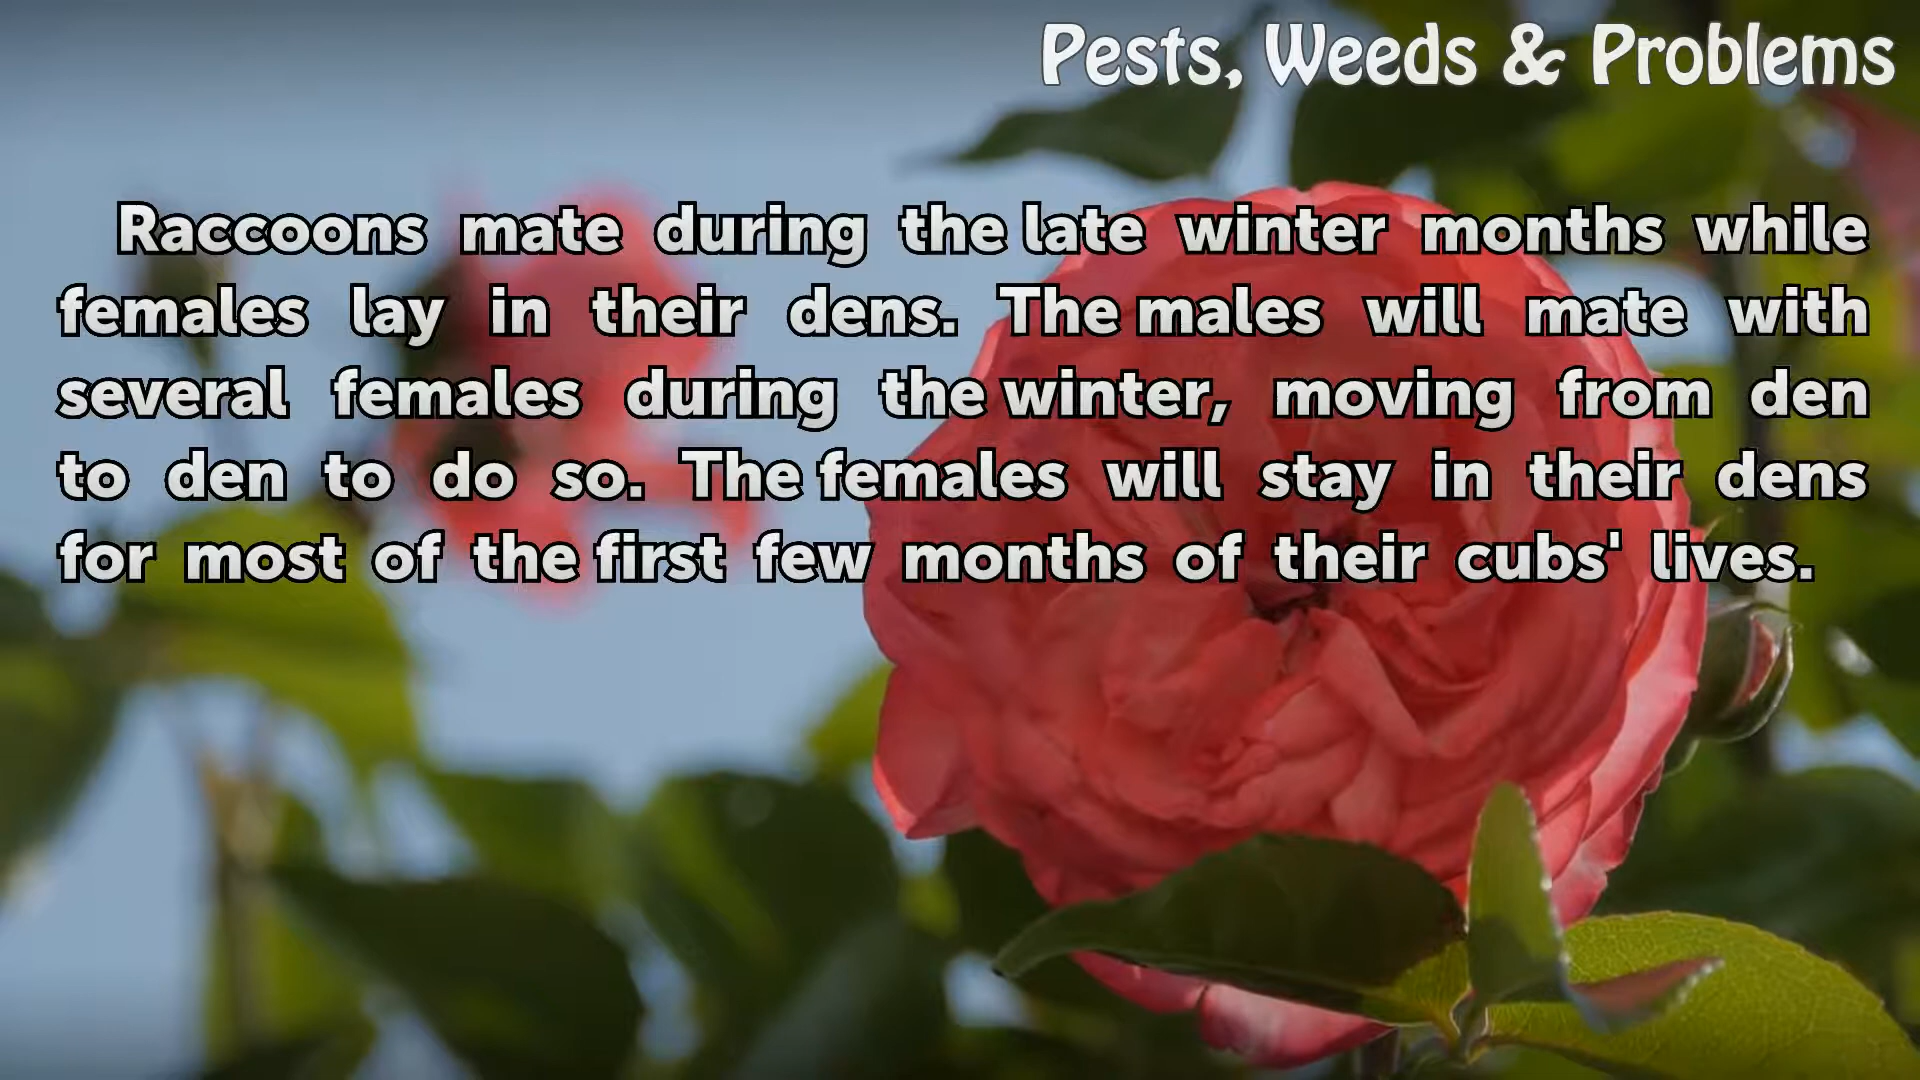 Pests, Weeds & Problems
Raccoons mate during the late winter months while
females lay in their dens. The males will mate with
several females during the winter, moving from den
to den to do so. The females will stay in their dens
for most of the first few months of their cubs' lives.